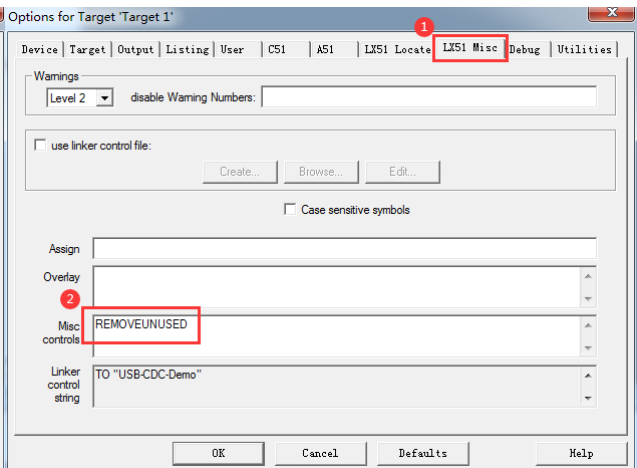 Options for Target 'Target 1'
1
Device Target Output Listing User C51 A51 LX51 Locate LX51 Misc Debug Utilities
Warnings
Level 2 disable Warning Numbers:
use linker control file:
Create... Browse... Edit...
Case sensitive symbols
Assign
Overlay
2
Misc controls REMOVEUNUSED
Linker control string TO "USB-CDC-Demo"
OK Cancel Defaults Help